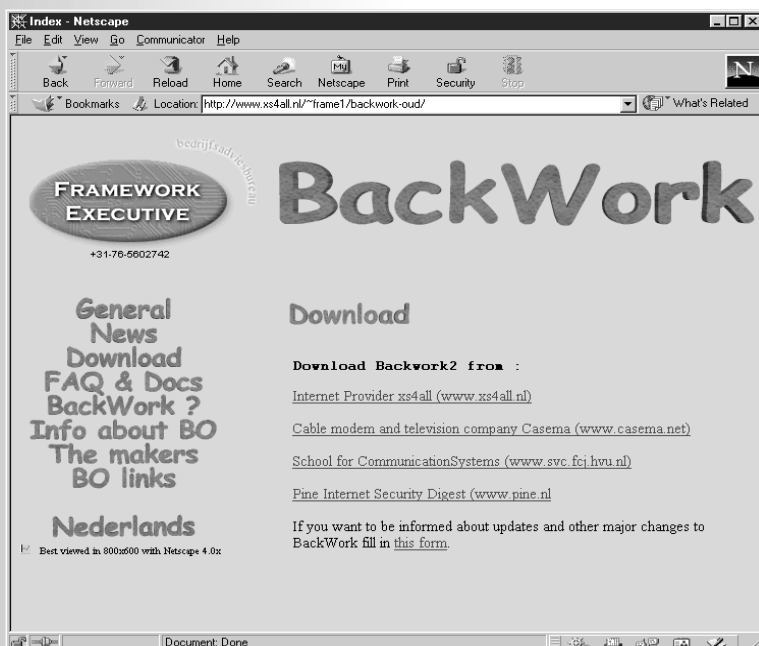 Index - Netscape
File Edit View Go Communicator Help
Back Forward Reload Home Search Netscape Print Security Stop
My
N
Bookmarks Location: http://www.xs4all.nl/~frame1/backwork-oud/ What's Related
bedrijfsadviesbureau
FRAMEWORK
EXECUTIVE
+31-76-5602742
BackWork
General
News
Download
FAQ & Docs
BackWork ?
Info about BO
The makers
BO links
Nederlands
Best viewed in 800x600 with Netscape 4.0x
Download
Download Backwork2 from :
Internet Provider xs4all (www.xs4all.nl)
Cable modem and television company Casema (www.casema.net)
School for CommunicationSystems (www.svc.fcj.hvu.nl)
Pine Internet Security Digest (www.pine.nl
If you want to be informed about updates and other major changes to
BackWork fill in this form.
Document: Done